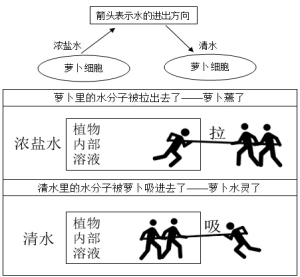 箭头表示水的进出方向
浓盐水
清水
萝卜细胞
萝卜细胞
萝卜里的水分子被拉出去了——萝卜蔫了
浓盐水
植物
内部
溶液
拉
清水里的水分子被萝卜吸进去了——萝卜水灵了
清水
植物
内部
溶液
吸